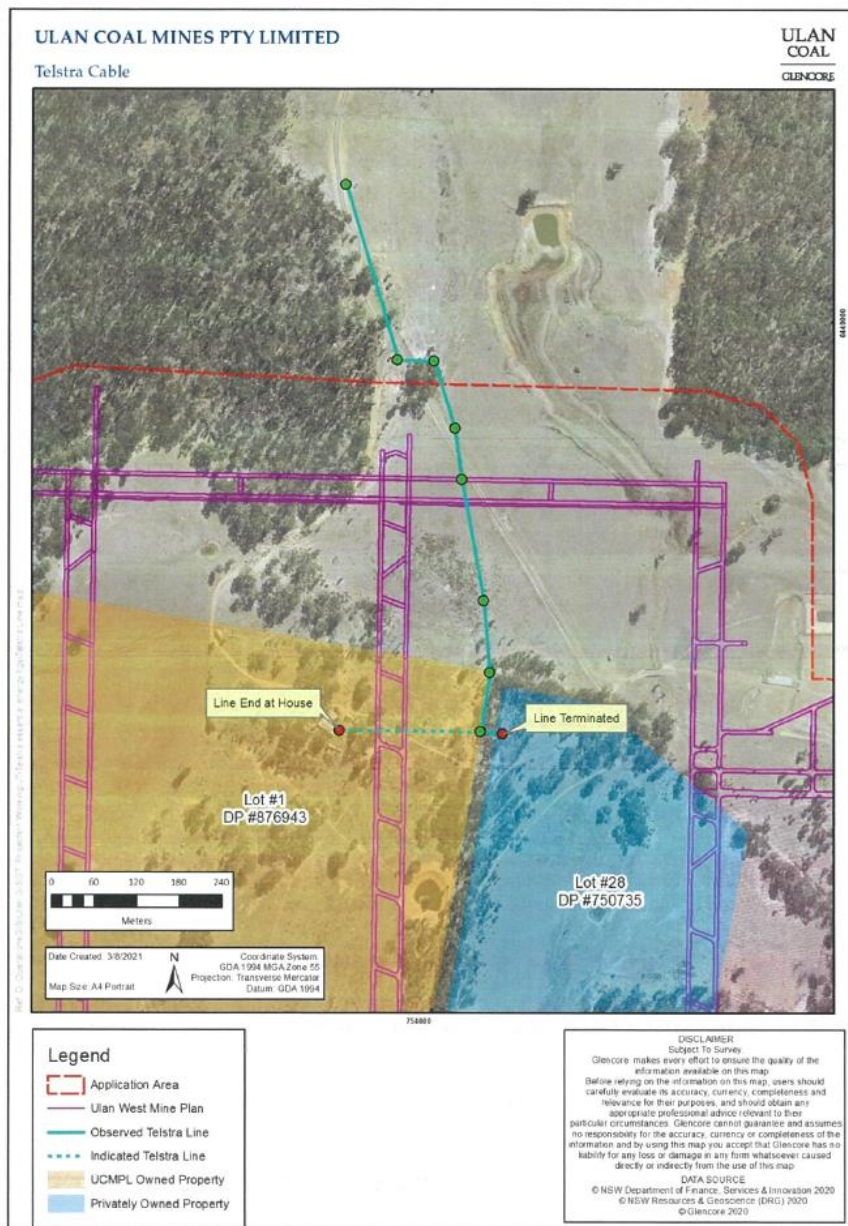 ULAN COAL MINES PTY LIMITED
Telstra Cable
ULAN
COAL
GLENCORE
6449000
Line End at House
Line Terminated
Lot #1
DP #876943
Lot #28
DP #750735
0 60 120 180 240
Meters
Date Created: 3/8/2021
Map Size: A4 Portrait
N
Coordinate System:
GDA 1994 MGA Zone 55
Projection: Transverse Mercator
Datum: GDA 1994
754000
Legend
Application Area
Ulan West Mine Plan
Observed Telstra Line
Indicated Telstra Line
UCMPL Owned Property
Privately Owned Property
DISCLAIMER
Subject To Survey
Glencore makes every effort to ensure the quality of the
information available on this map.
Before relying on the information on this map, users should
carefully evaluate its accuracy, currency, completeness and
relevance for their purposes, and should obtain any
appropriate professional advice relevant to their
particular circumstances. Glencore cannot guarantee and assumes
no responsibility for the accuracy, currency or completeness of the
information and by using this map you accept that Glencore has no
liability for any loss or damage in any form whatsoever caused
directly or indirectly from the use of this map
DATA SOURCE
© NSW Department of Finance, Services & Innovation 2020
© NSW Resources & Geoscience (DRG) 2020
© Glencore 2020